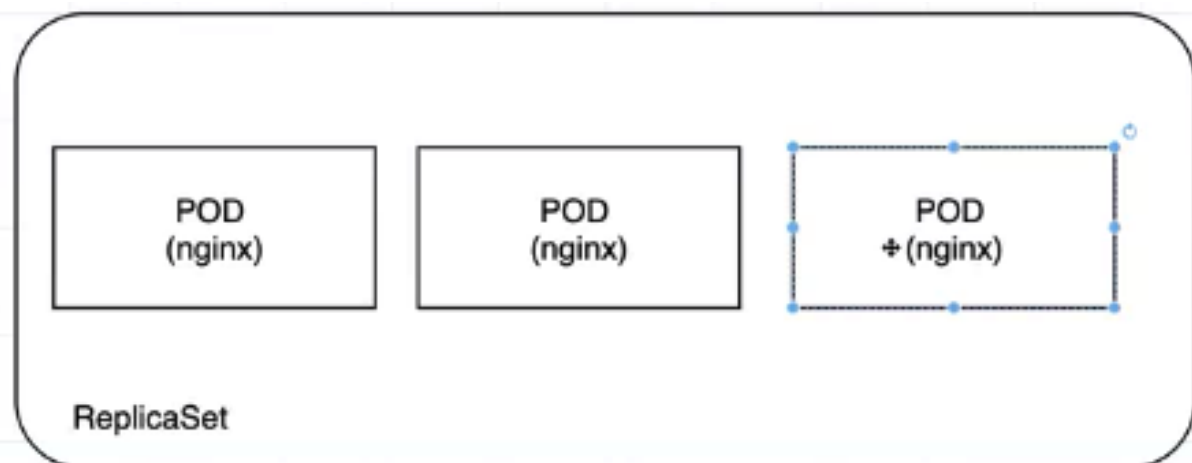 POD
(nginx)
POD
(nginx)
POD
(nginx)
ReplicaSet